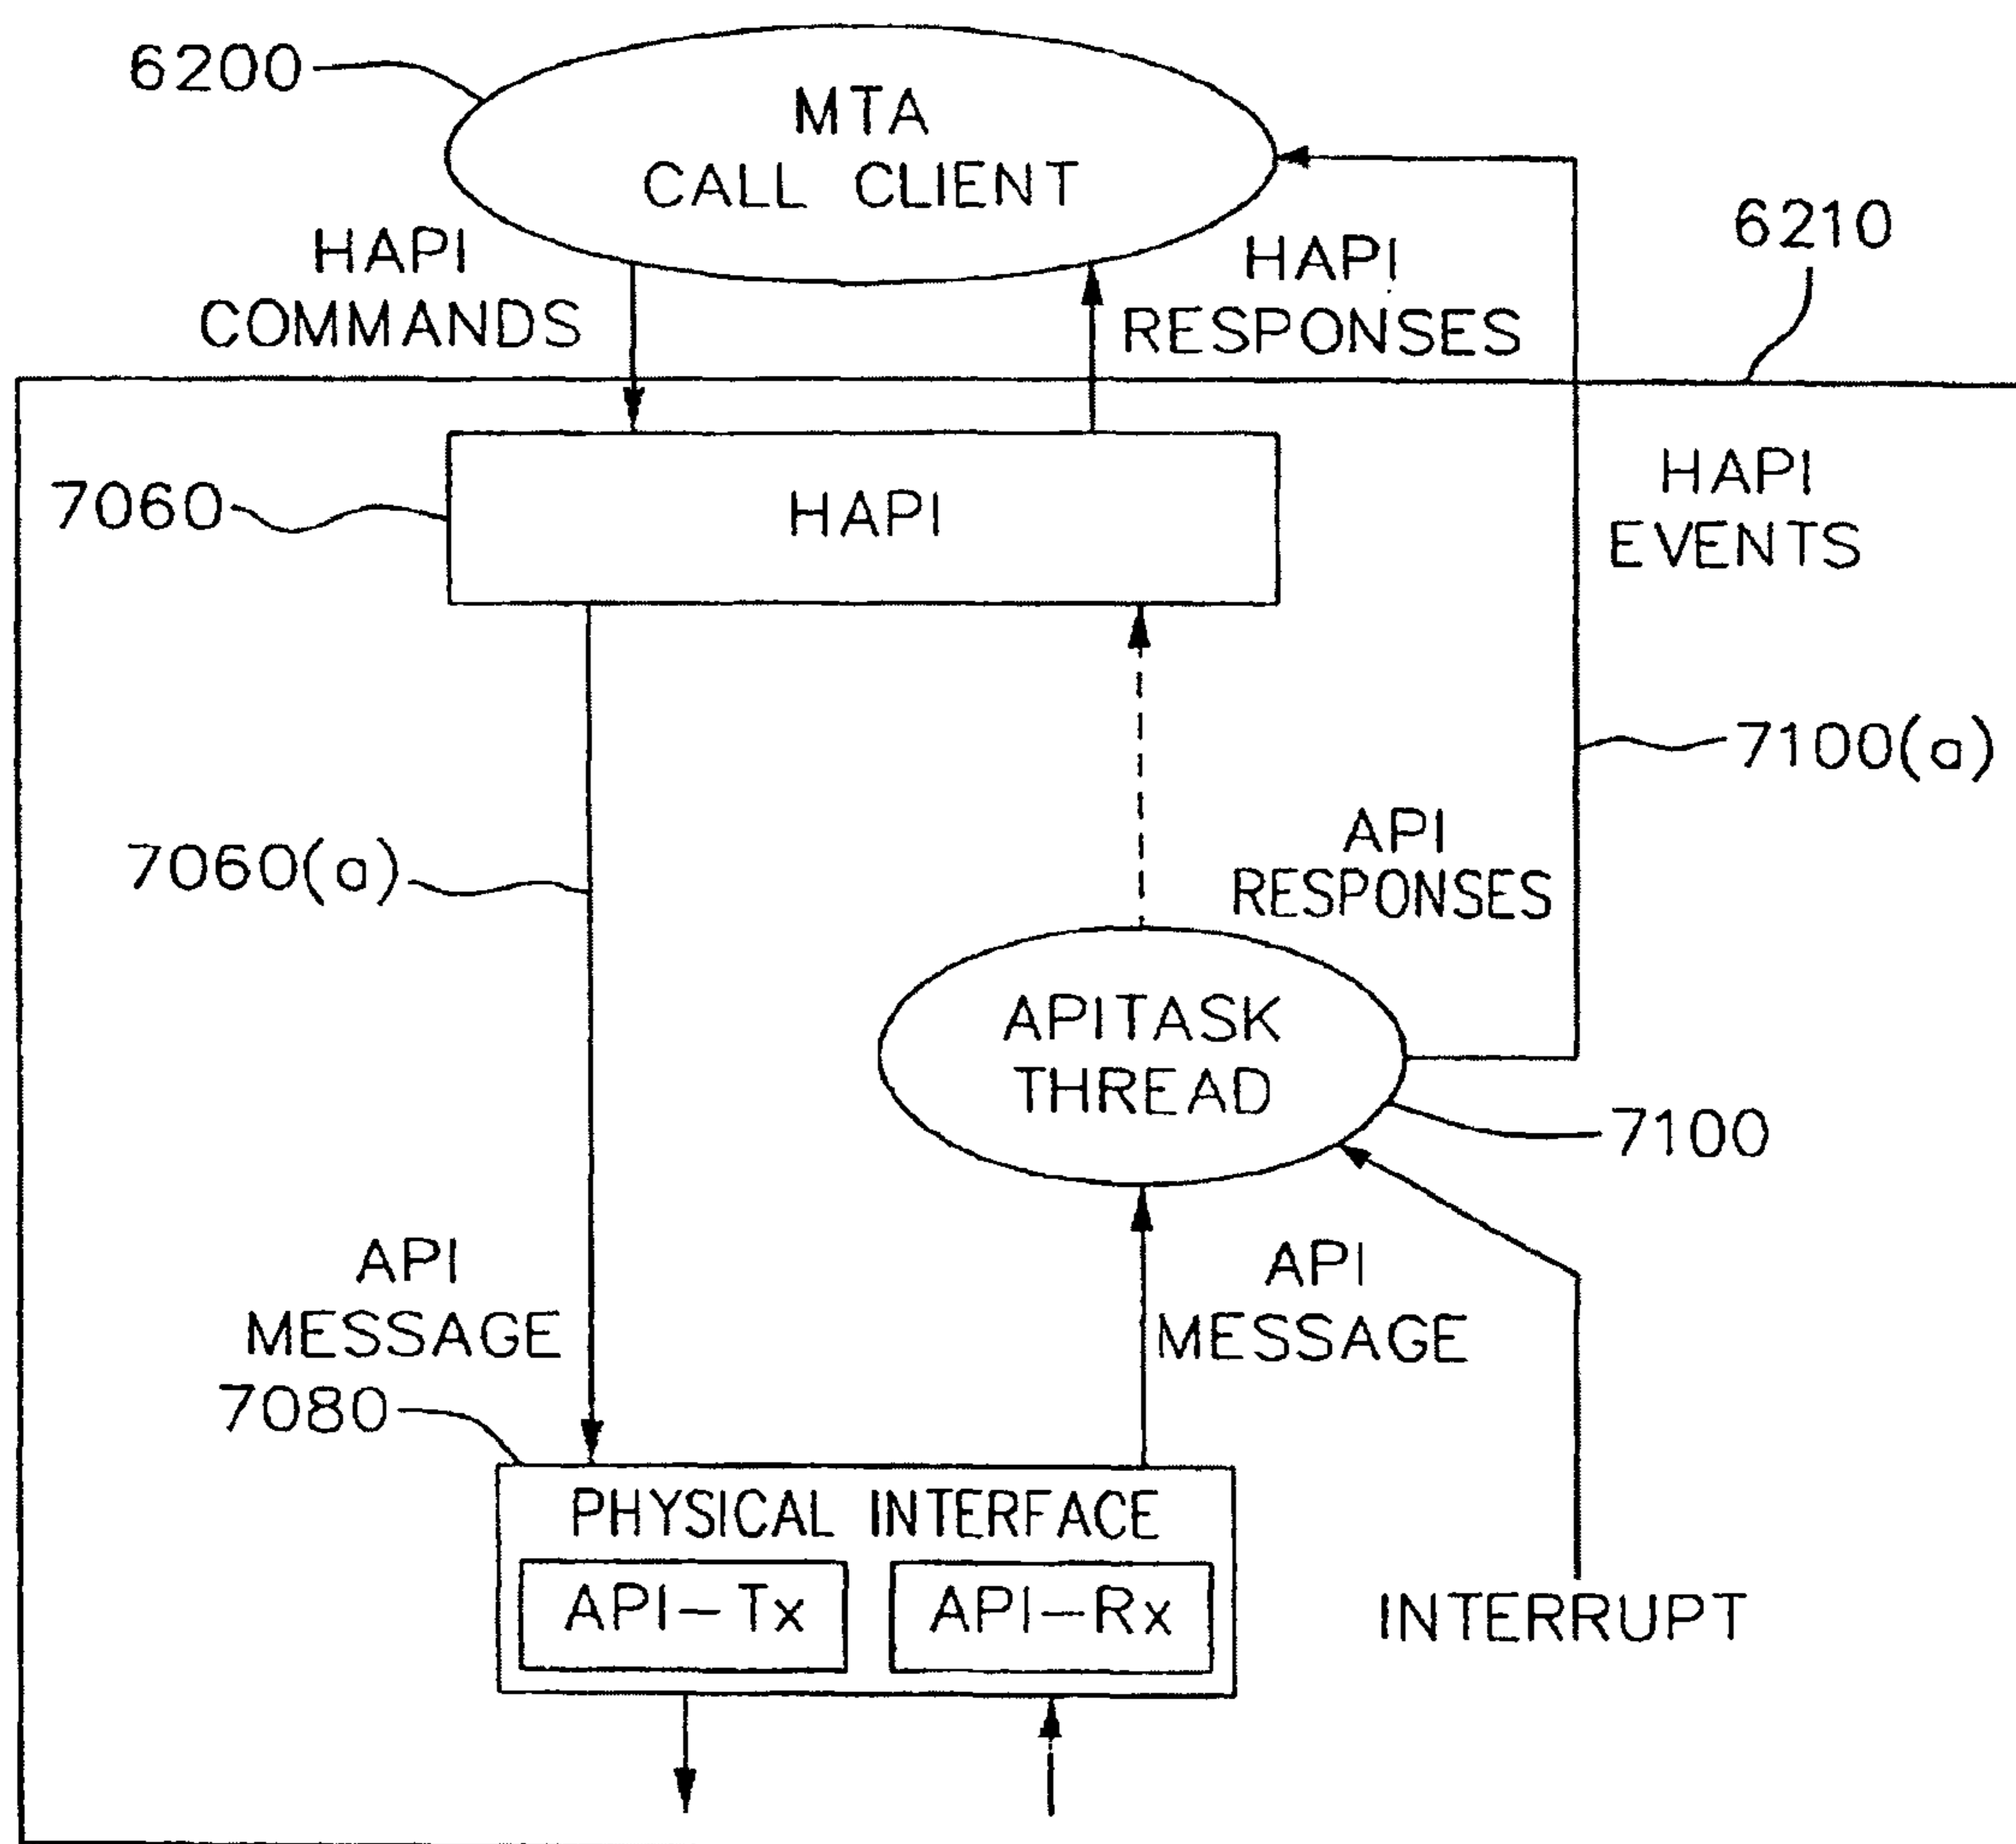 6200
MTA
CALL CLIENT
6210
HAPI
COMMANDS
HAPI
RESPONSES
7060
HAPI
HAPI
EVENTS
7100(a)
7060(a)
API
RESPONSES
APITASK
THREAD
7100
API
MESSAGE
API
MESSAGE
7080
PHYSICAL INTERFACE
API-Tx
API-Rx
INTERRUPT